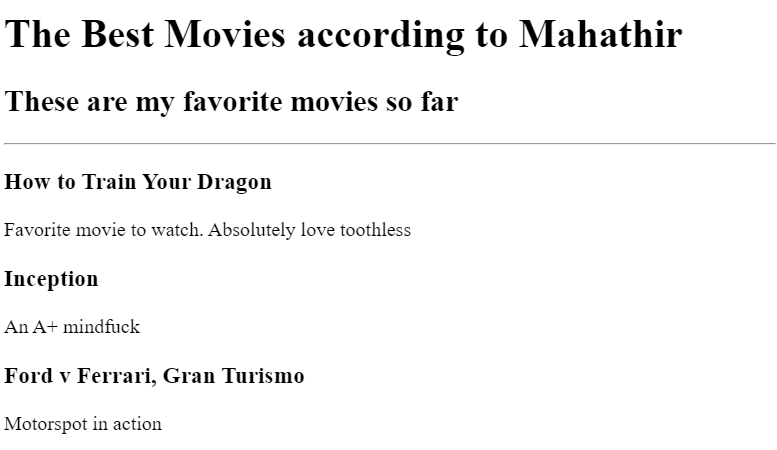 The Best Movies according to Mahathir
These are my favorite movies so far
How to Train Your Dragon
Favorite movie to watch. Absolutely love toothless
Inception
An A+ mindfuck
Ford v Ferrari, Gran Turismo
Motorspot in action